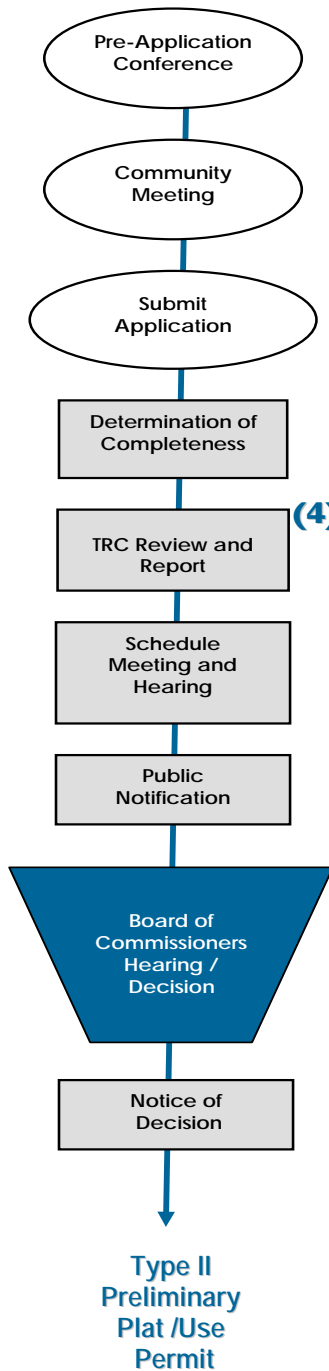 Pre-Application
Conference
Community
Meeting
Submit
Application
Determination of
Completeness
(4)
TRC Review and
Report
Schedule
Meeting and
Hearing
Public
Notification
Board of
Commissioners
Hearing /
Decision
Notice of
Decision
Type II
Preliminary
Plat /Use
Permit